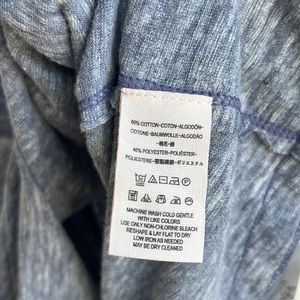 60% COTTON-COTON-ALGODÓN-
COTONE-BAUMWOLLE-ALGODÃO
-棉花-綿
40% POLYESTER-POLIÉSTER-
POLIESTERE-聚酯纖維-ポリエステル
MACHINE WASH COLD GENTLE
WITH LIKE COLORS
USE ONLY NON-CHLORINE BLEACH
RESHAPE & LAY FLAT TO DRY
LOW IRON AS NEEDED
MAY BE DRY CLEANED